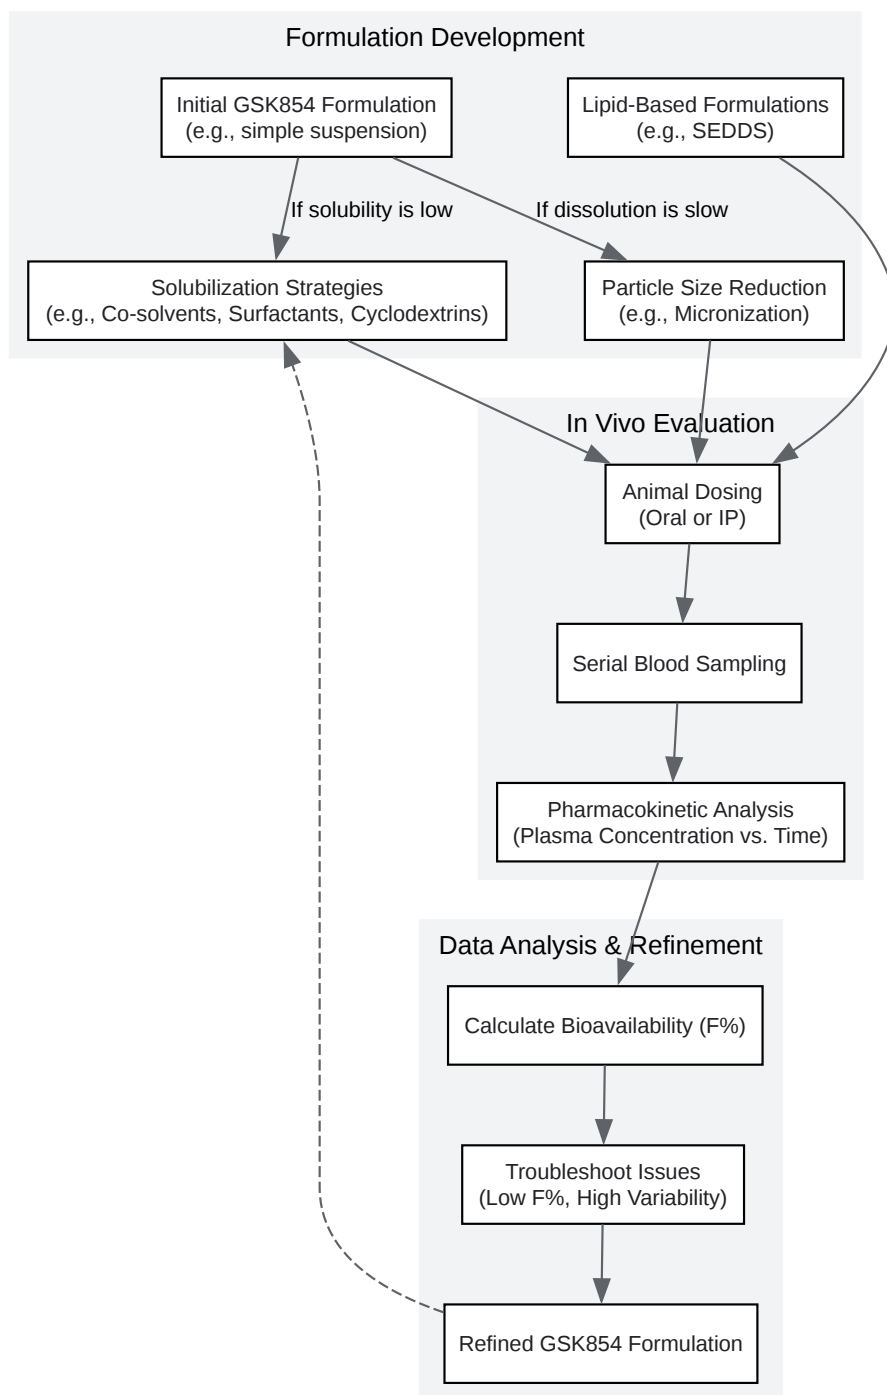 Formulation Development
Initial GSK854 Formulation
(e.g., simple suspension)
Lipid-Based Formulations
(e.g., SEDDS)
If solubility is low
If dissolution is slow
Solubilization Strategies
(e.g., Co-solvents, Surfactants, Cyclodextrins)
Particle Size Reduction
(e.g., Micronization)
In Vivo Evaluation
Animal Dosing
(Oral or IP)
Serial Blood Sampling
Pharmacokinetic Analysis
(Plasma Concentration vs. Time)
Data Analysis & Refinement
Calculate Bioavailability (F%)
Troubleshoot Issues
(Low F%, High Variability)
Refined GSK854 Formulation